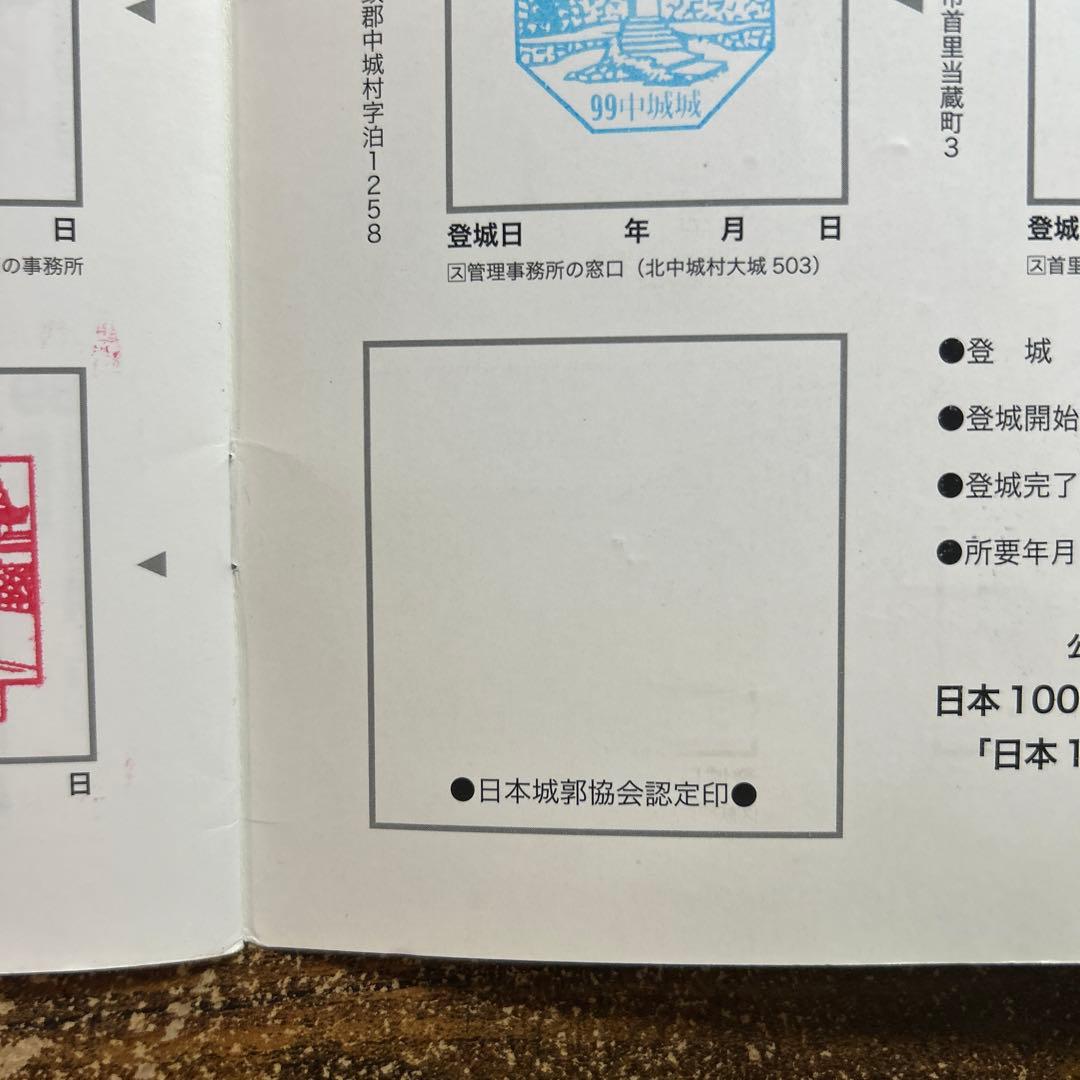 郡中城村字泊1258
99中城城
首里当蔵町3
登城日 年 月 日
ス管理事務所の窓口（北中城村大城503）
日
の事務所
日
登城
ス首里
●登 城
●登城開始
●登城完了
●所要年月
日本100
「日本1
●日本城郭協会認定印●